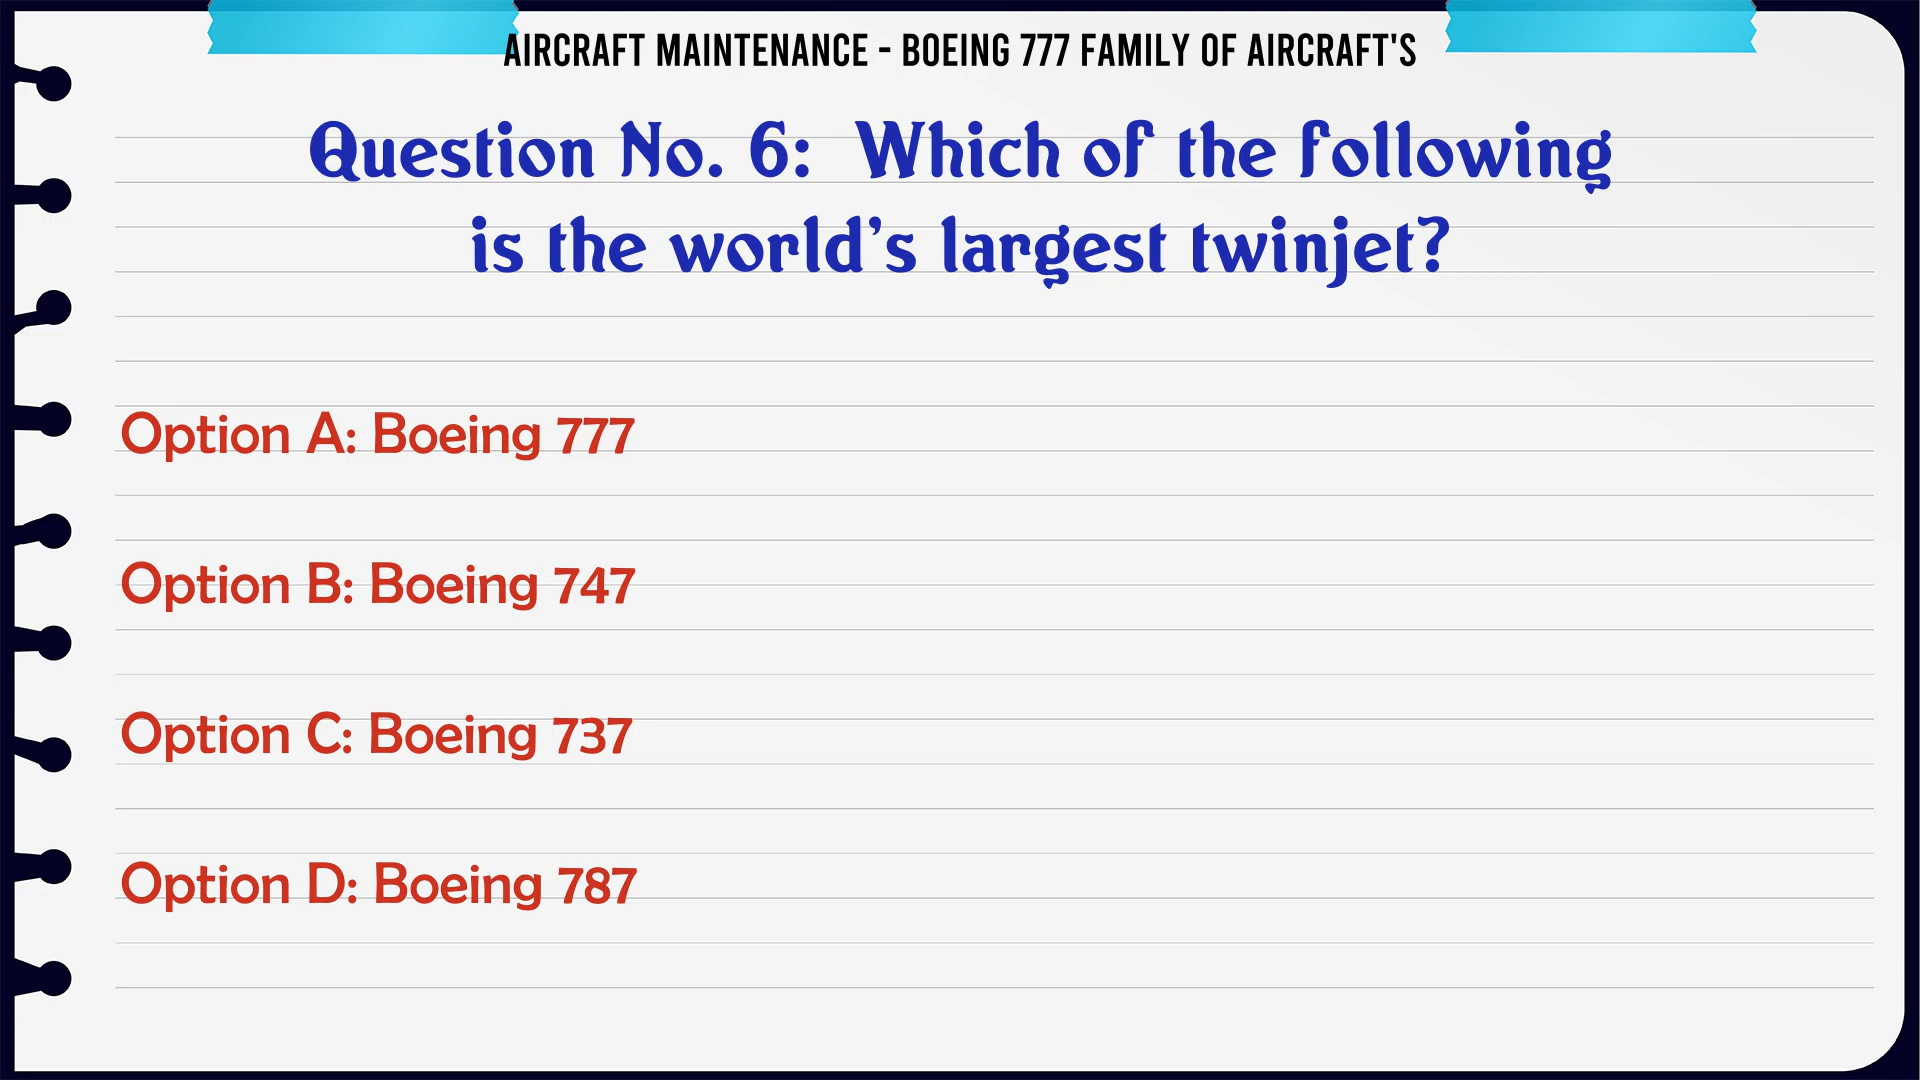 AIRCRAFT MAINTENANCE - BOEING 777 FAMILY OF AIRCRAFT'S
Question No. 6: Which of the following
is the world’s largest twinjet?
Option A: Boeing 777
Option B: Boeing 747
Option C: Boeing 737
Option D: Boeing 787